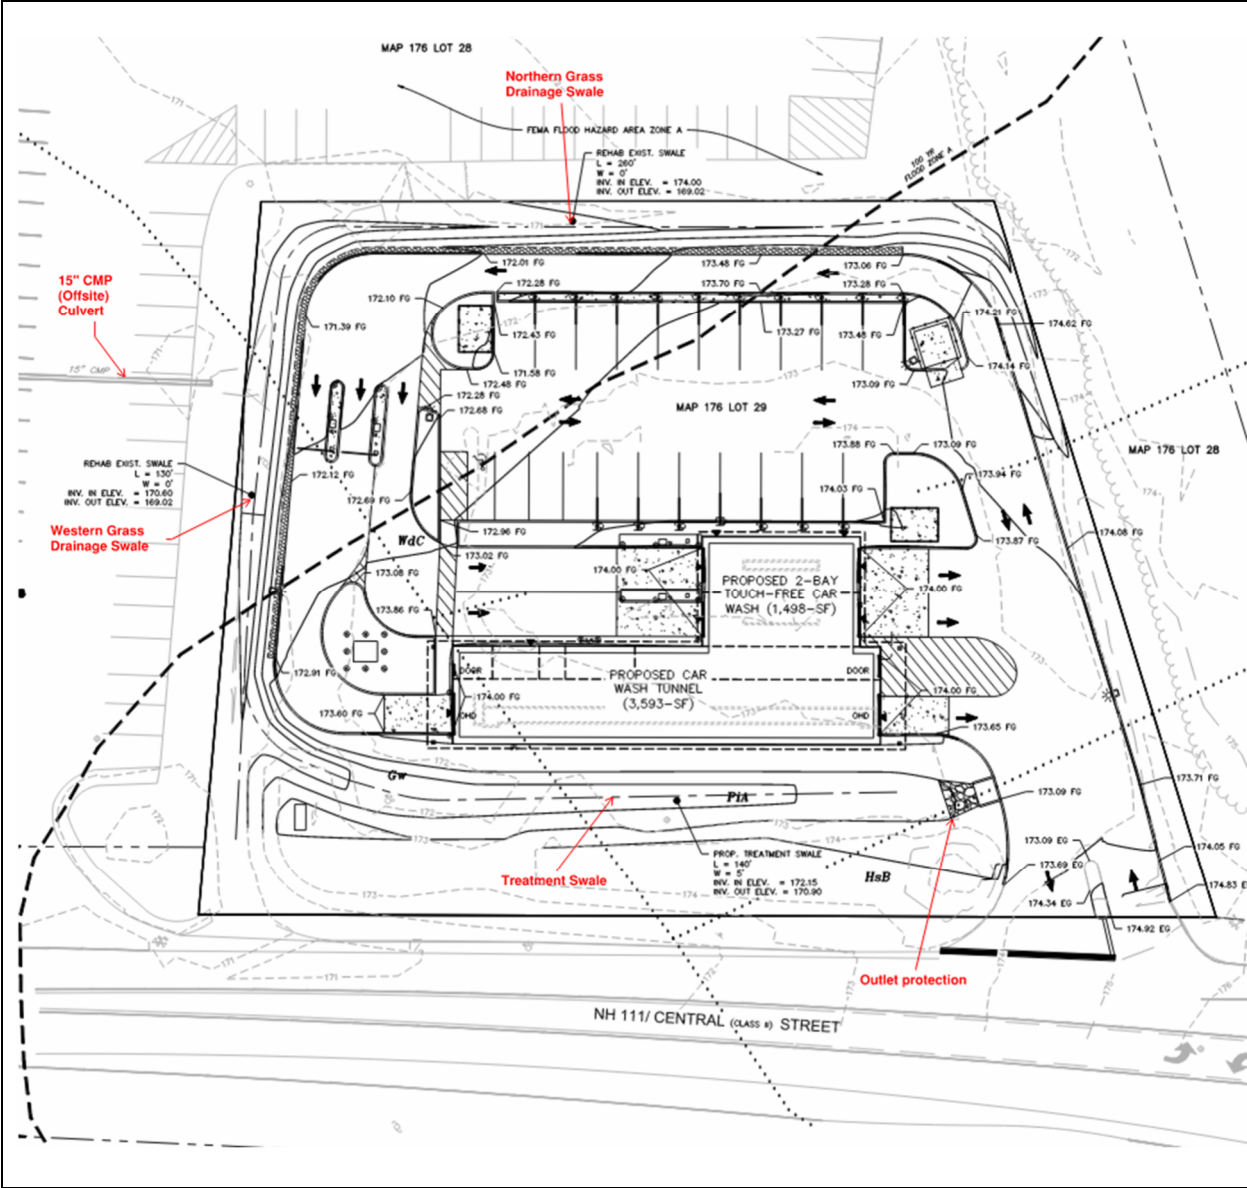 MAP 176 LOT 28
Northern Grass
Drainage Swale
FEMA FLOOD HAZARD AREA ZONE A
REHAB EXIST. SWALE
L = 260'
W = 0'
INV. IN ELEV. = 174.00
INV. OUT ELEV. = 169.02
100 YR
FLOOD ZONE A
171
171
173
172.01 FG
173.48 FG
173.06 FG
15" CMP
(Offsite)
Culvert
172.10 FG
172.28 FG
173.70 FG
173.28 FG
174.21 FG
174.62 FG
171.39 FG
172.43 FG
173.27 FG
173.48 FG
15" CMP
171.58 FG
172.48 FG
173.09 FG
174.14 FG
172.28 FG
172.68 FG
MAP 176 LOT 29
173.88 FG
173.09 FG
MAP 176 LOT 28
REHAB EXIST. SWALE
L = 130'
W = 0'
INV. IN ELEV. = 170.60
INV. OUT ELEV. = 169.02
172.12 FG
172.69 FG
174.03 FG
173.94 FG
Western Grass
Drainage Swale
WdC
172.96 FG
173.02 FG
173.87 FG
174.08 FG
173.08 FG
174.00 FG
PROPOSED 2-BAY
TOUCH-FREE CAR
WASH (1,498-SF)
174.00 FG
173.86 FG
172.91 FG
DOOR
PROPOSED CAR
WASH TUNNEL
(3,593-SF)
DOOR
174.00 FG
174.00 FG
173.60 FG
OHD
OHD
173.65 FG
Gw
PiA
173.71 FG
173.09 FG
Treatment Swale
PROP. TREATMENT SWALE
L = 140'
W = 5'
INV. IN ELEV. = 172.15
INV. OUT ELEV. = 170.90
HsB
173.09 EG
173.69 EG
174.05 FG
174.34 EG
174.83 E
174.92 EG
Outlet protection
NH 111/ CENTRAL (CLASS II) STREET